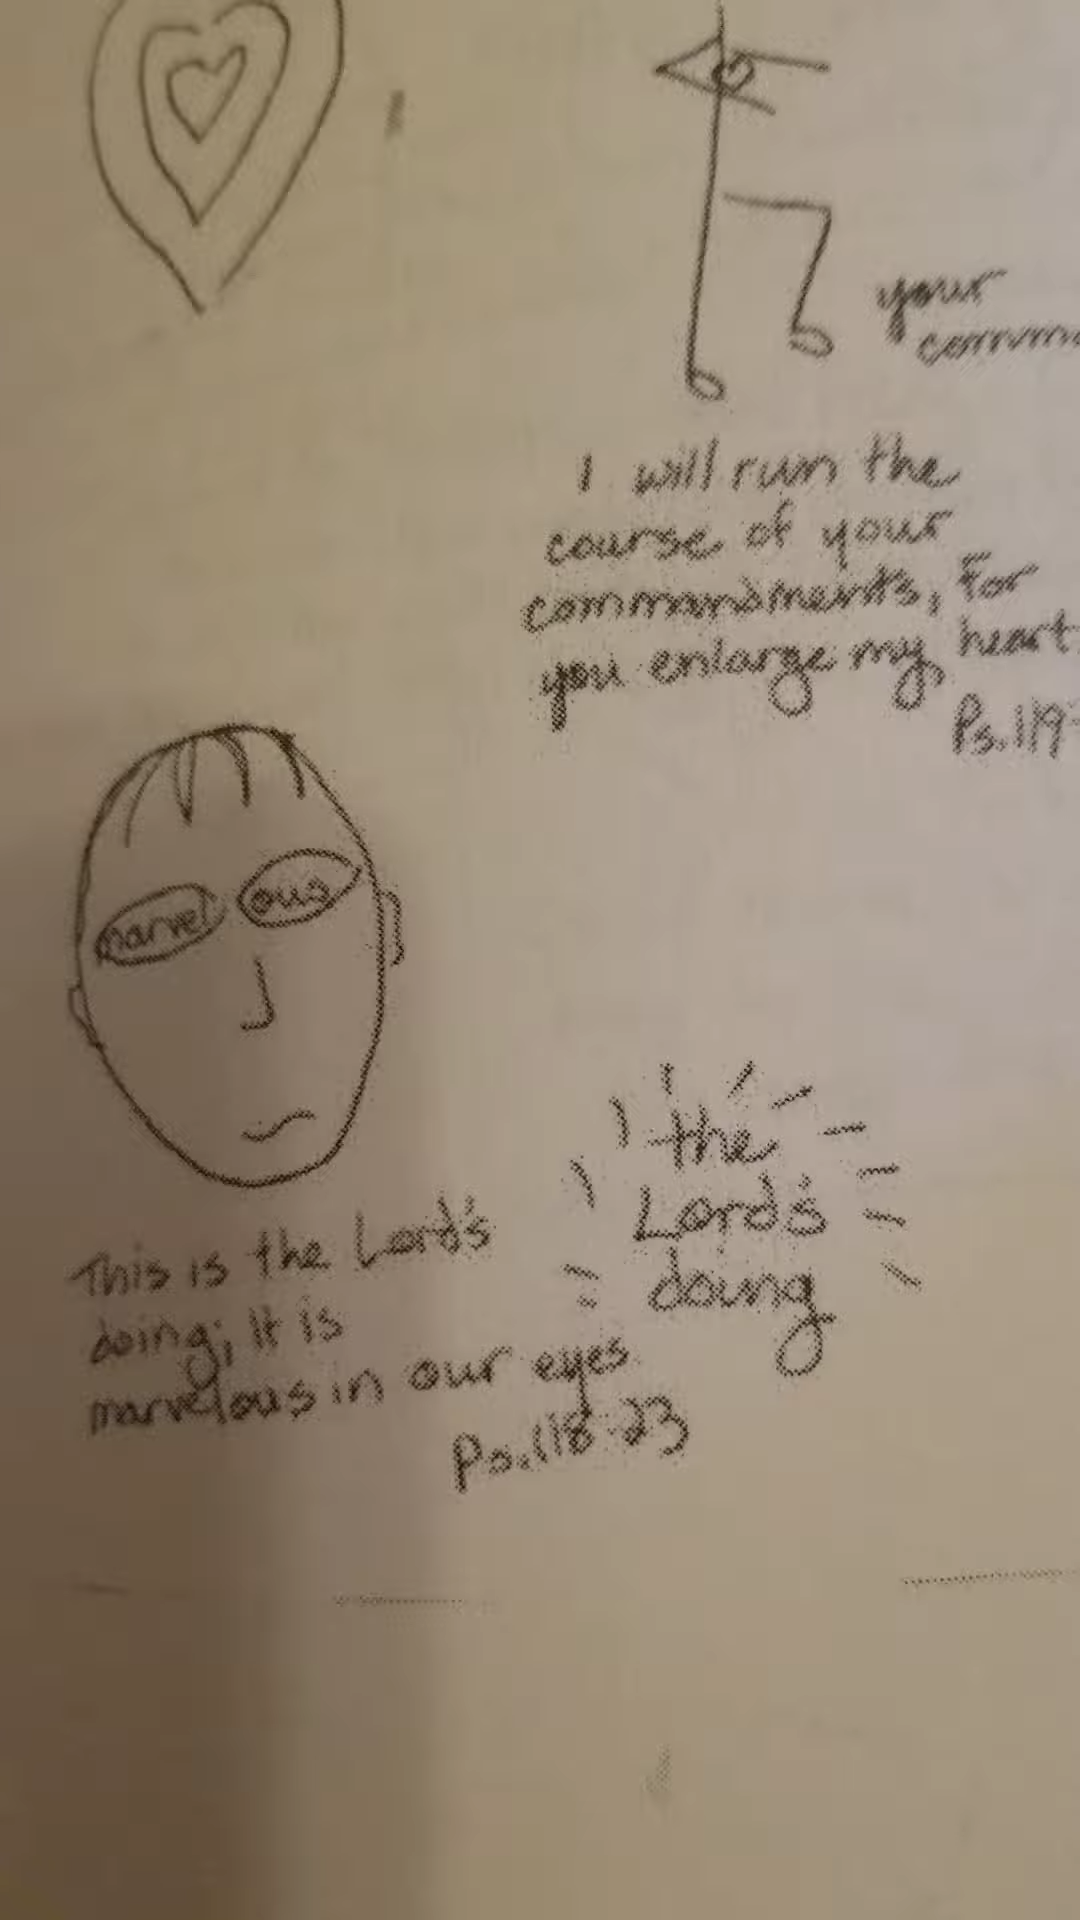 your
I will run the
course of your
commandments, For
you enlarge my heart.
Ps. 119
marvel ous
the
Lord's
doing
This is the Lord's
doing; It is
marvelous in our eyes.
Ps. 118:23